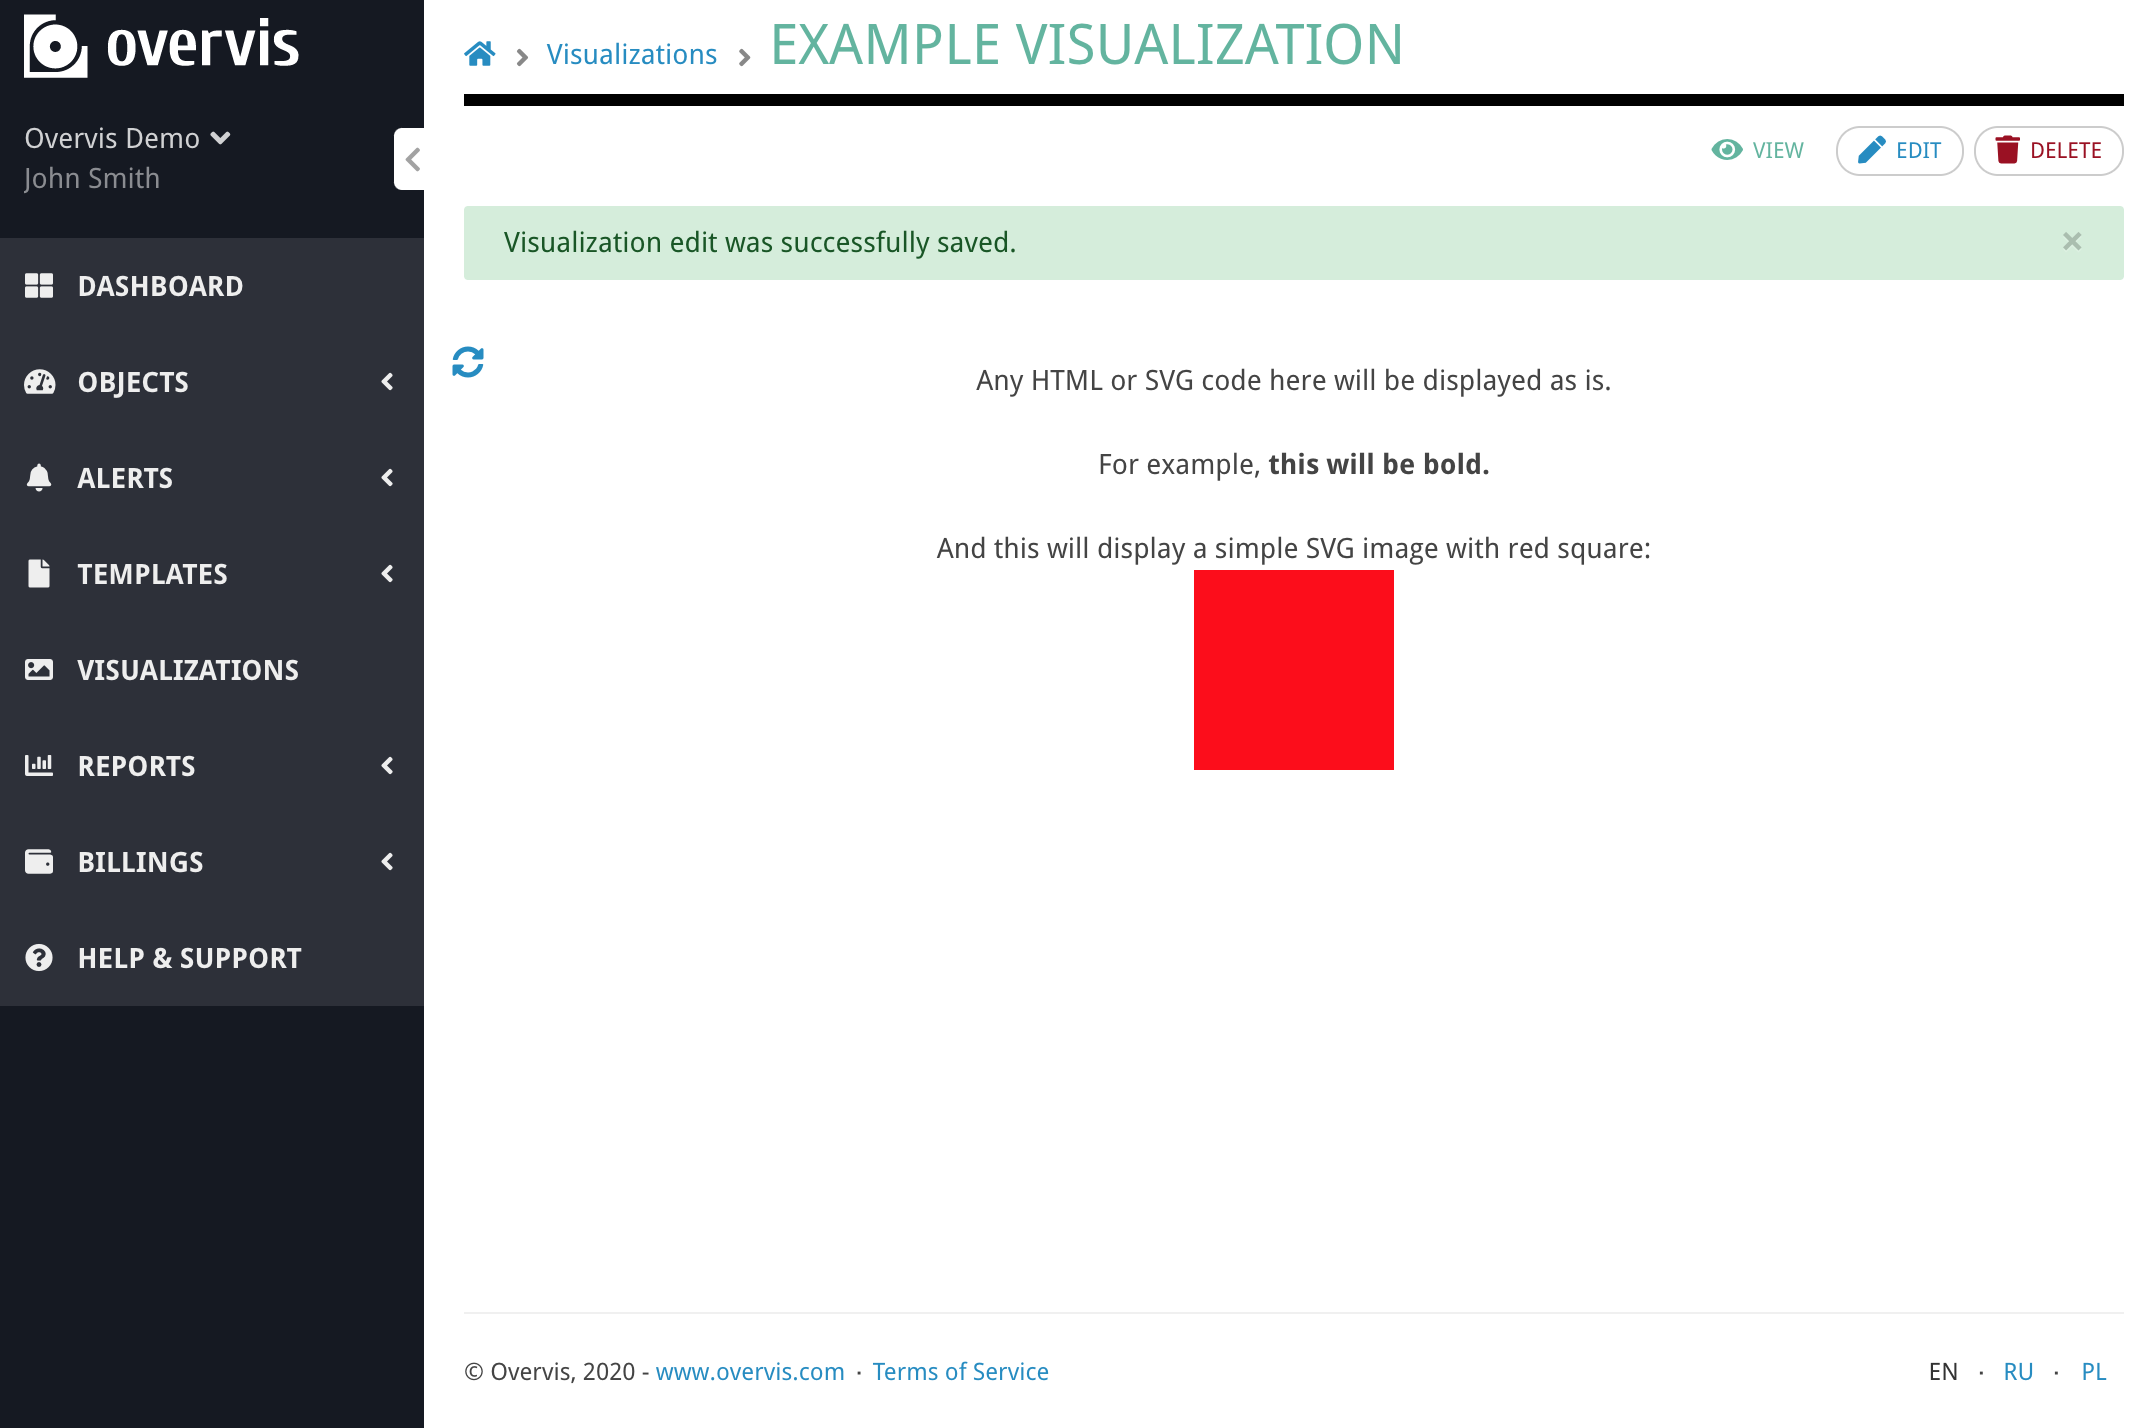 overvis
Overvis Demo
John Smith
DASHBOARD
OBJECTS
ALERTS
TEMPLATES
VISUALIZATIONS
REPORTS
BILLINGS
HELP & SUPPORT
Visualizations
EXAMPLE VISUALIZATION
VIEW EDIT DELETE
Visualization edit was successfully saved.
Any HTML or SVG code here will be displayed as is.
For example, this will be bold.
And this will display a simple SVG image with red square:
© Overvis, 2020 - www.overvis.com · Terms of Service
EN · RU · PL